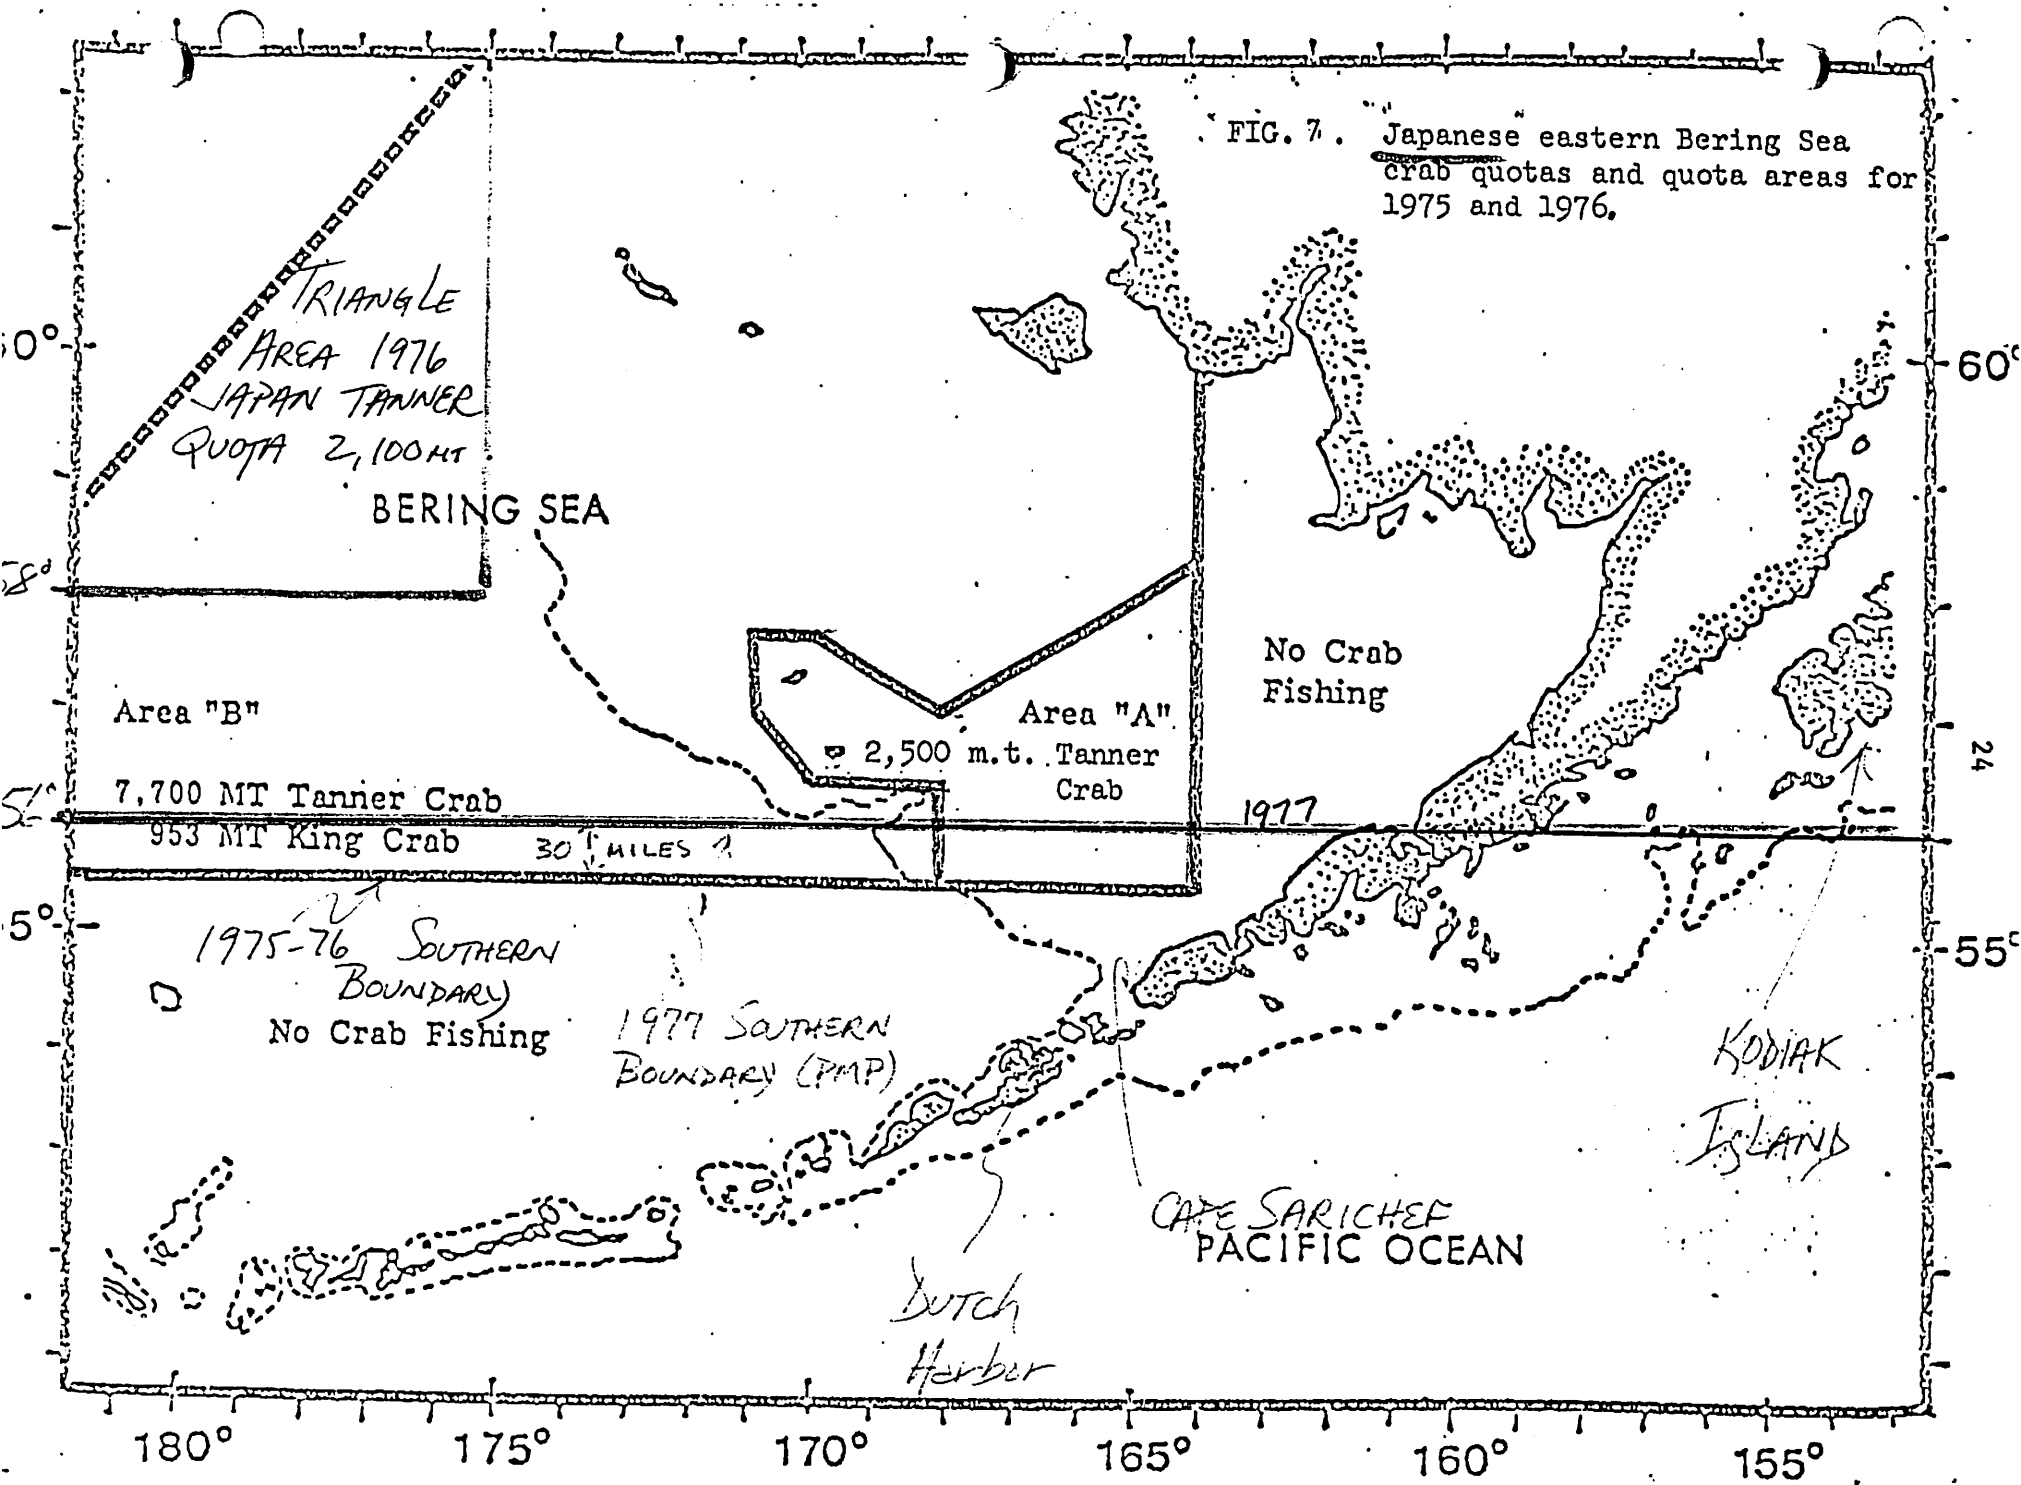 FIG. 7. Japanese eastern Bering Sea
crab quotas and quota areas for
1975 and 1976.
TRIANGLE
AREA 1976
JAPAN TANNER
QUOTA 2,100 MT
BERING SEA
60°
58°
No Crab
Fishing
Area "B"
Area "A"
2,500 m.t. Tanner
Crab
7,700 MT Tanner Crab
953 MT King Crab
30 MILES
1977
24
55°
1975-76 SOUTHERN
BOUNDARY
No Crab Fishing
1977 SOUTHERN
BOUNDARY (PMP)
KODIAK
ISLAND
CAPE SARICHEF
PACIFIC OCEAN
Dutch
Harbor
180° 175° 170° 165° 160° 155°